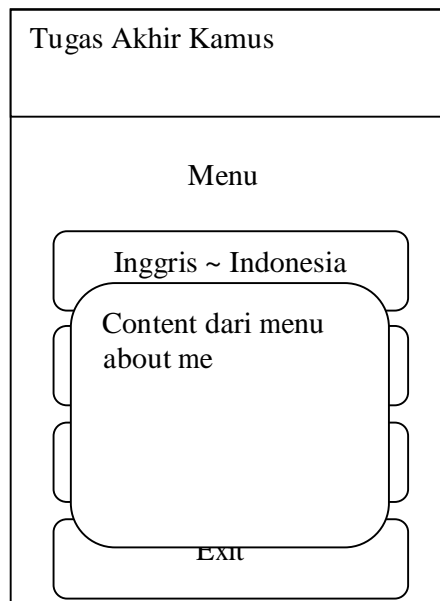 Tugas Akhir Kamus
Menu
Inggris ~ Indonesia
Content dari menu
about me
Exit